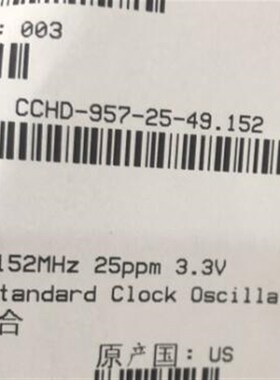 : 003
CCHD-957-25-49.152
152MHz 25ppm 3.3V
tandard Clock Oscilla
合
原产国: US